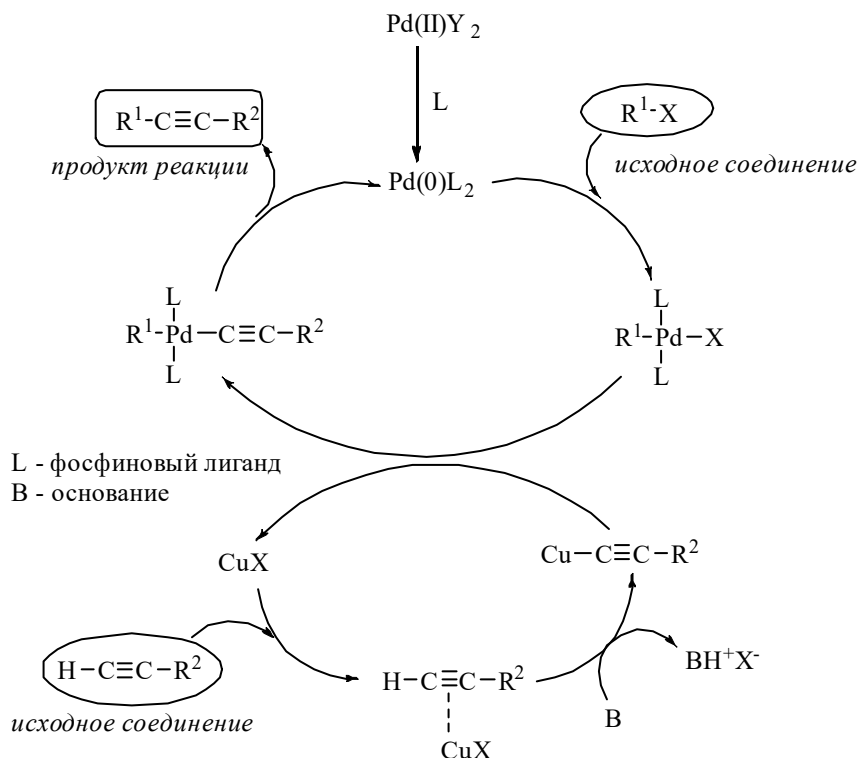 Pd(II)Y 2
L
R¹-C≡C-R²
продукт реакции
R¹-X
исходное соединение
Pd(0)L₂
L
R¹-Pd-C≡C-R²
L
L
R¹-Pd-X
L
L - фосфиновый лиганд
B - основание
CuX
Cu-C≡C-R²
H-C≡C-R²
исходное соединение
H-C≡C-R²
CuX
B
BH⁺X⁻